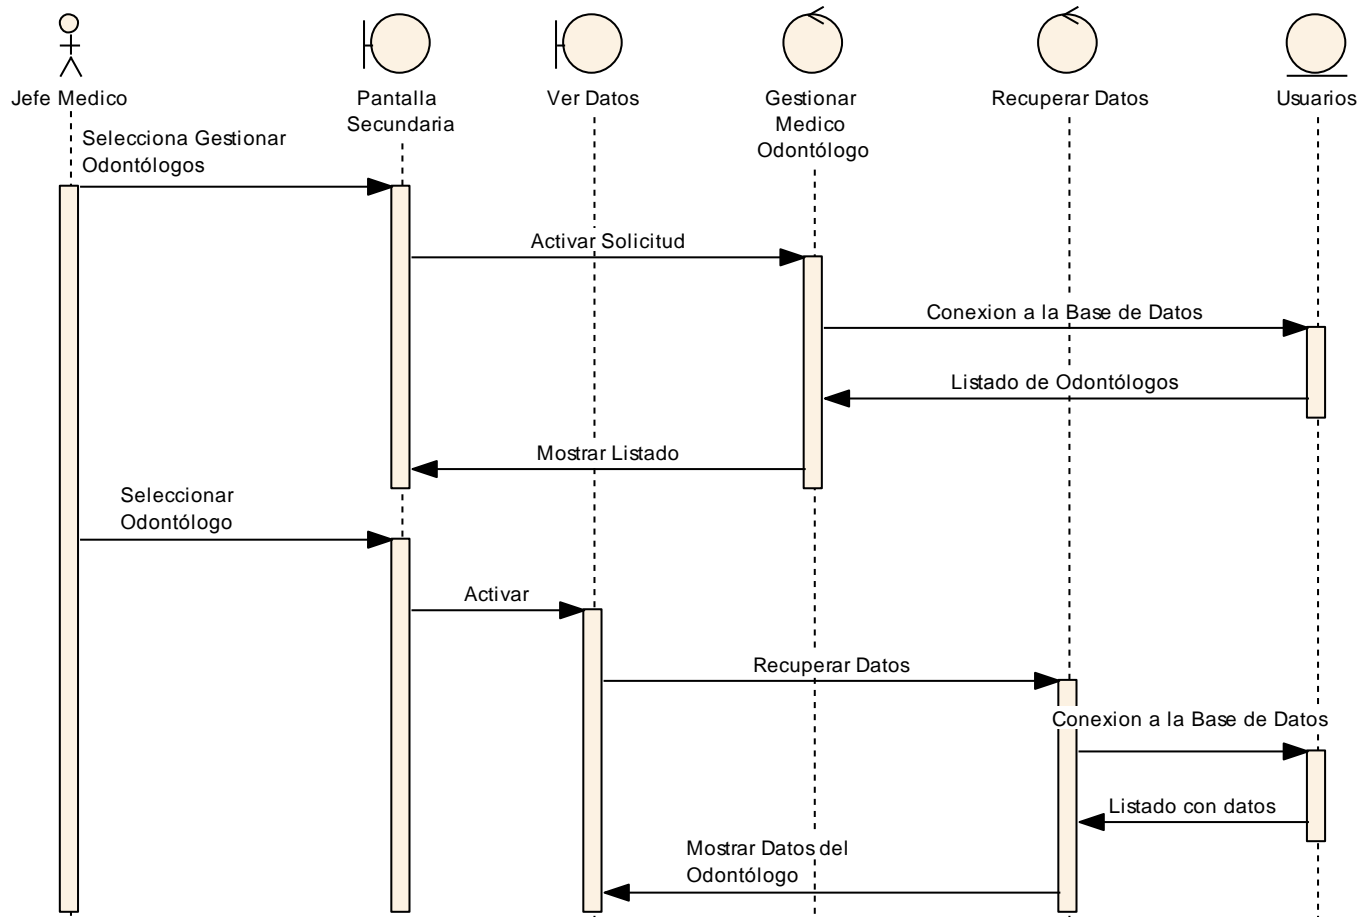 Jefe Medico
Pantalla
Secundaria
Ver Datos
Gestionar
Medico
Odontólogo
Recuperar Datos
Usuarios
Selecciona Gestionar
Odontólogos
Activar Solicitud
Conexion a la Base de Datos
Listado de Odontólogos
Mostrar Listado
Seleccionar
Odontólogo
Activar
Recuperar Datos
Conexion a la Base de Datos
Listado con datos
Mostrar Datos del
Odontólogo